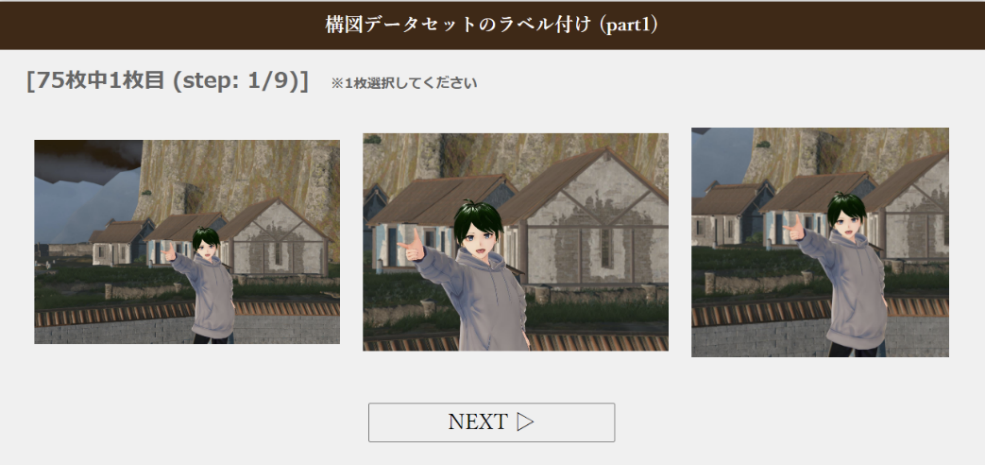 構図データセットのラベル付け (part1)
[75枚中1枚目 (step: 1/9)] ※1枚選択してください
NEXT ▷